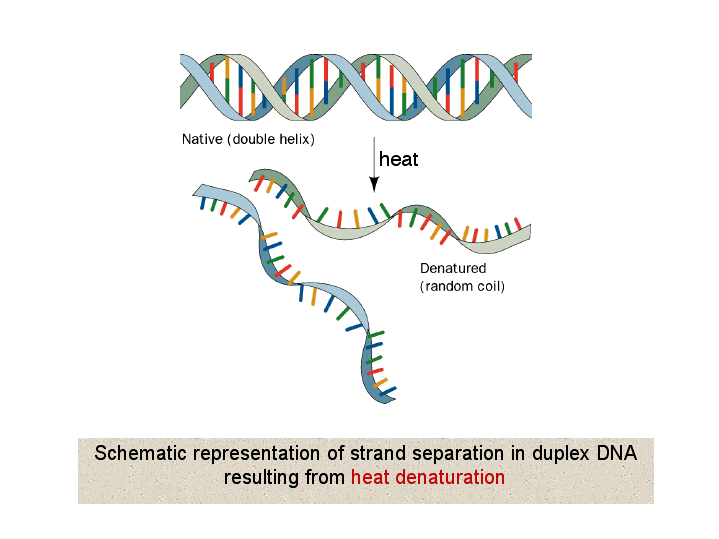 Native (double helix)
heat
Denatured
(random coil)
Schematic representation of strand separation in duplex DNA
resulting from heat denaturation